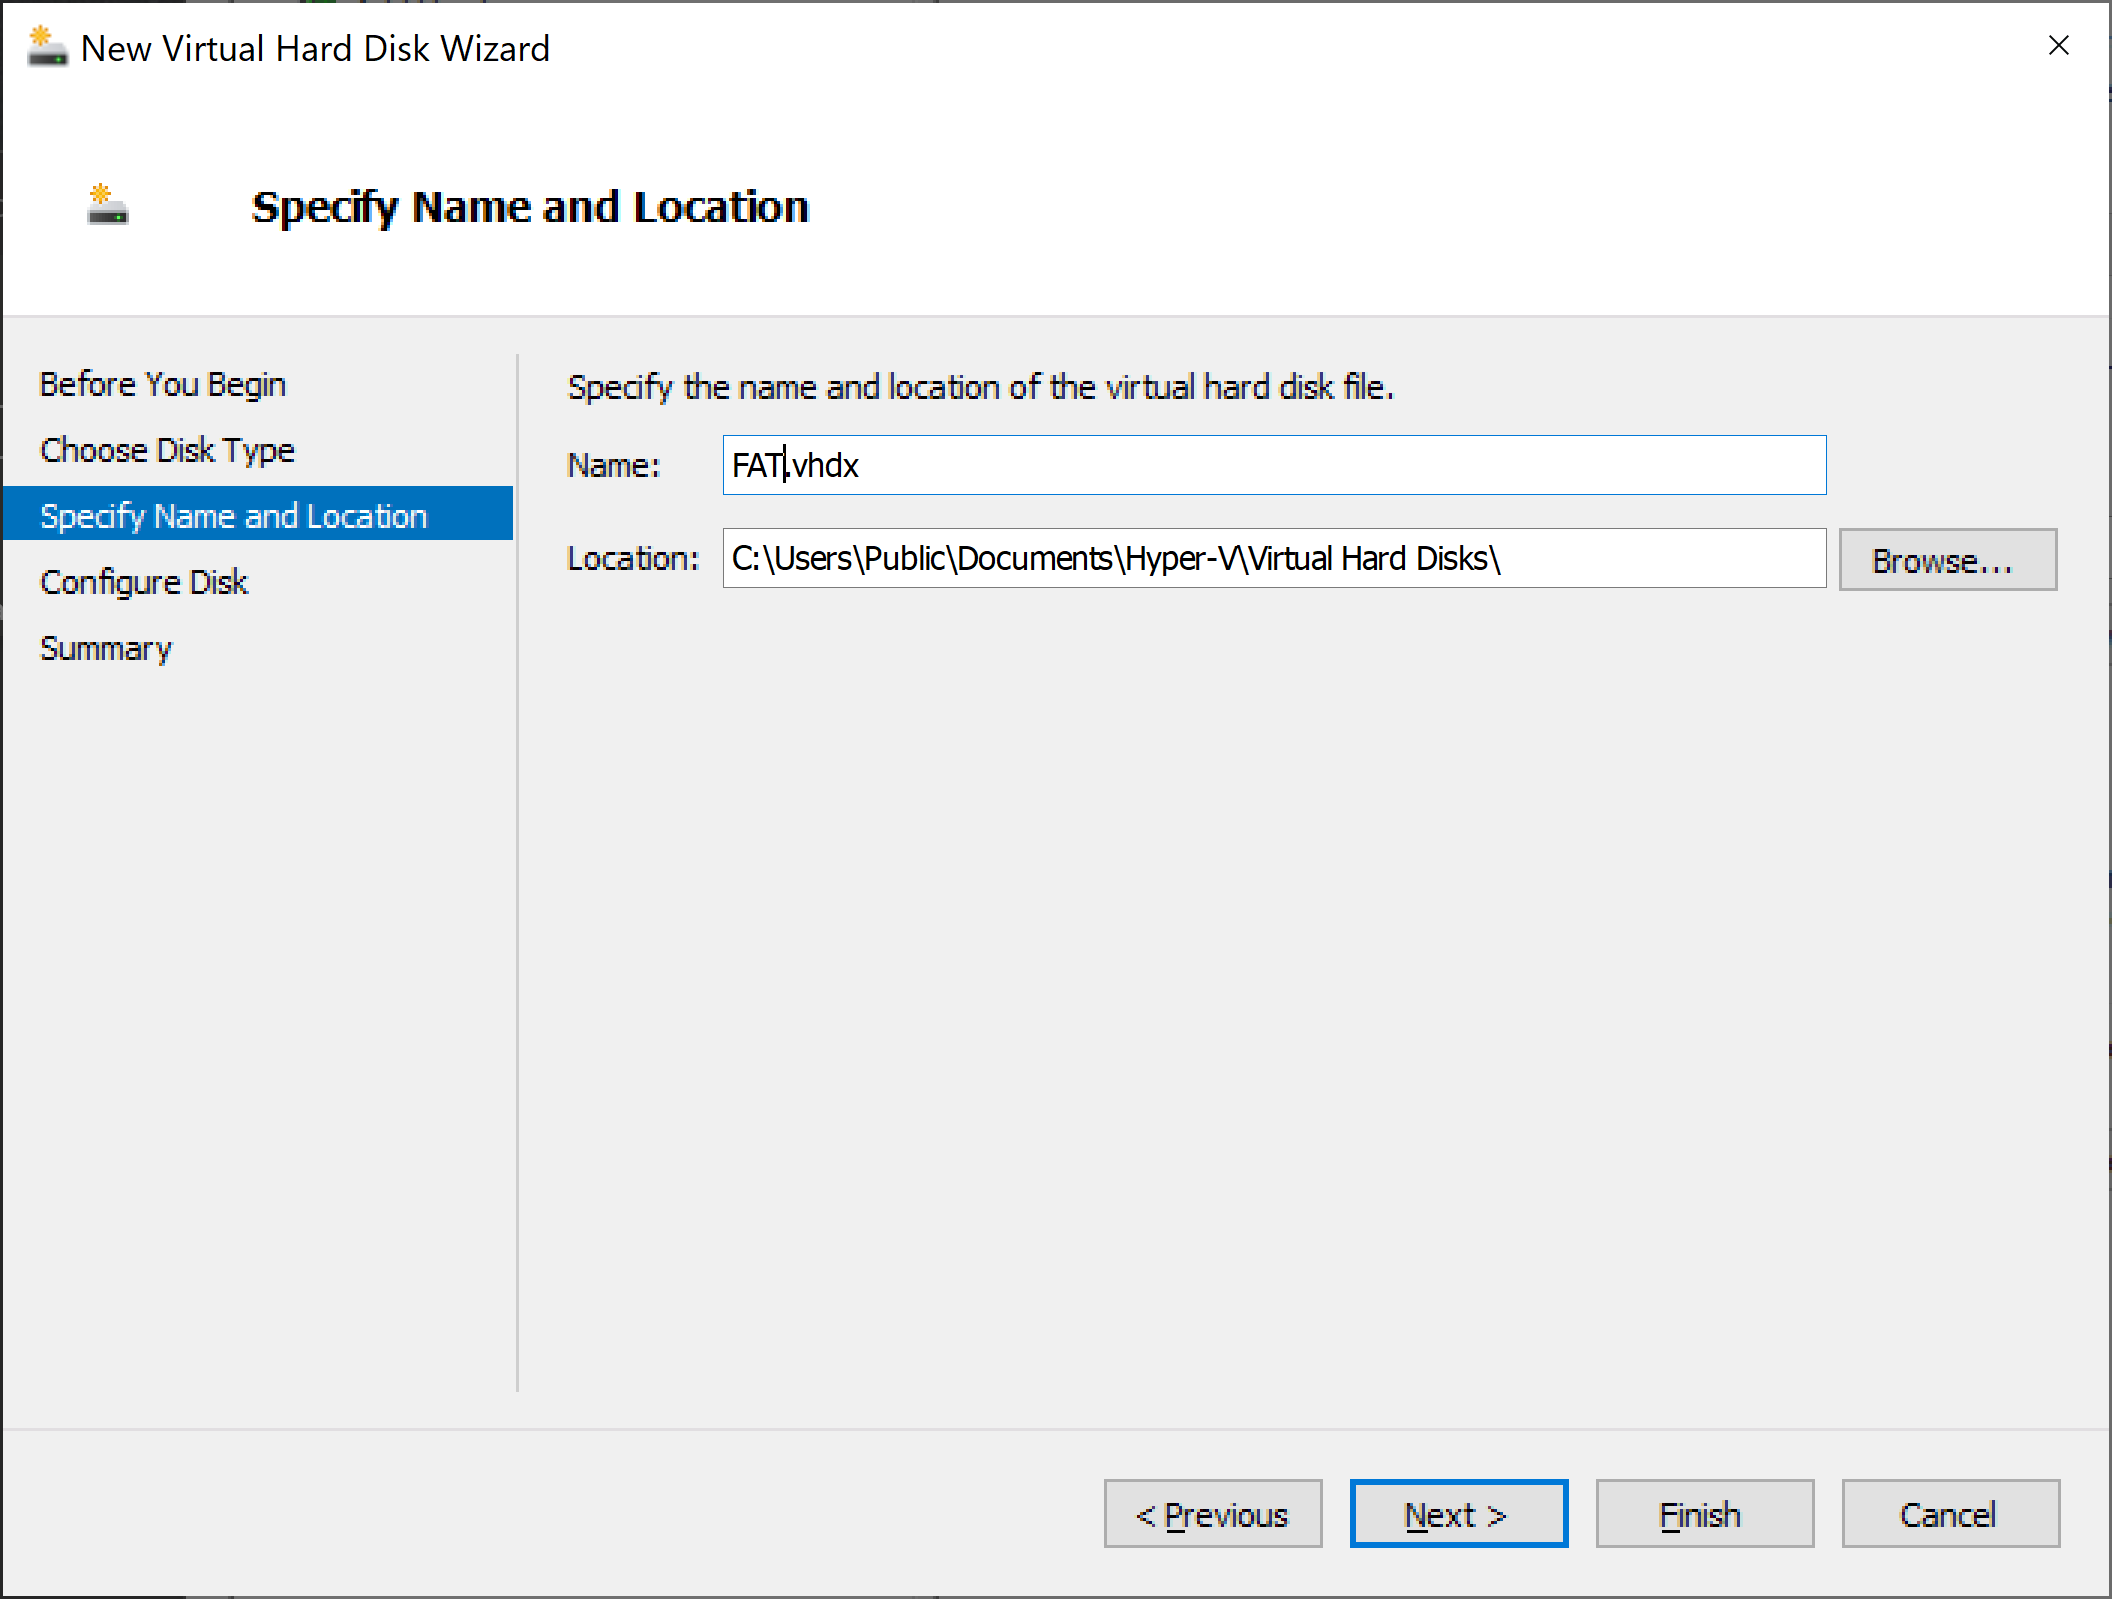 New Virtual Hard Disk Wizard
Specify Name and Location
Before You Begin
Choose Disk Type
Specify Name and Location
Configure Disk
Summary
Specify the name and location of the virtual hard disk file.
Name: FAT.vhdx
Location: C:\Users\Public\Documents\Hyper-V\Virtual Hard Disks\ Browse...
< Previous Next > Finish Cancel